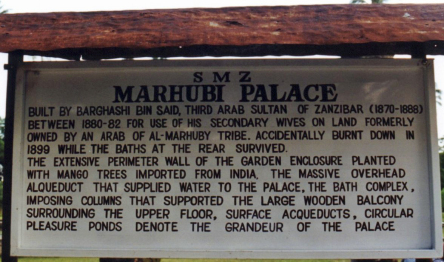 SMZ
MARHUBI PALACE
BUILT BY BARGHASHI BIN SAID, THIRD ARAB SULTAN OF ZANZIBAR (1870-1888)
BETWEEN 1880-82 FOR USE OF HIS SECONDARY WIVES ON LAND FORMERLY
OWNED BY AN ARAB OF AL-MARHUBY TRIBE. ACCIDENTALLY BURNT DOWN IN
1899 WHILE THE BATHS AT THE REAR SURVIVED.
THE EXTENSIVE PERIMETER WALL OF THE GARDEN ENCLOSURE PLANTED
WITH MANGO TREES IMPORTED FROM INDIA, THE MASSIVE OVERHEAD
ALQUEDUCT THAT SUPPLIED WATER TO THE PALACE, THE BATH COMPLEX,
IMPOSING COLUMNS THAT SUPPORTED THE LARGE WOODEN BALCONY
SURROUNDING THE UPPER FLOOR, SURFACE ACQUEDUCTS, CIRCULAR
PLEASURE PONDS DENOTE THE GRANDEUR OF THE PALACE